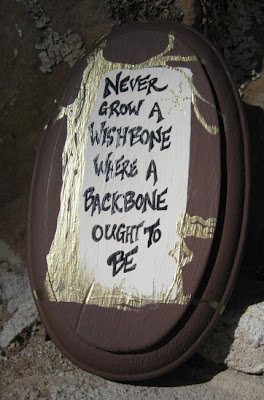 NEVER
GROW A
WISHBONE
WHERE A
BACKBONE
OUGHT TO
BE